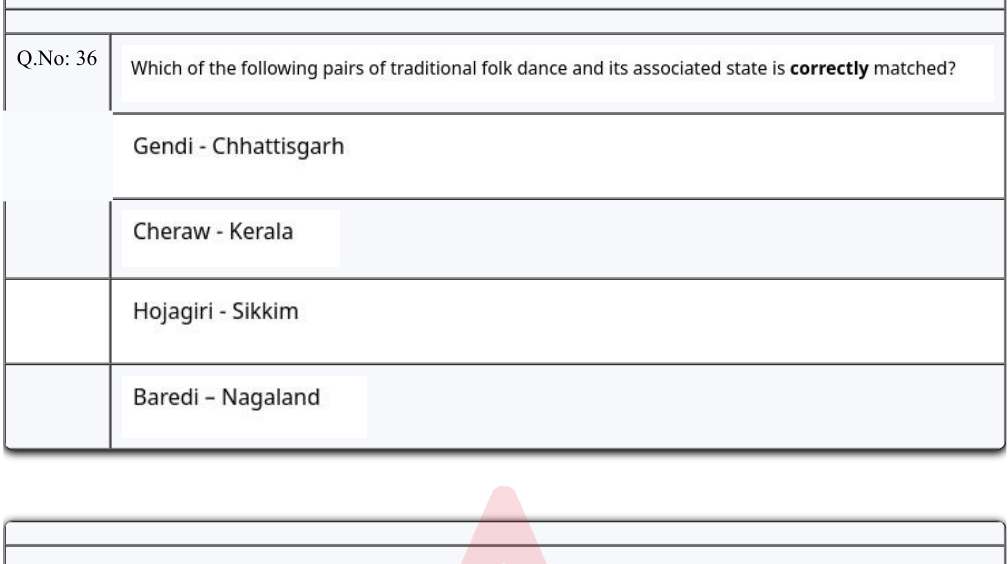 Q.No: 36
Which of the following pairs of traditional folk dance and its associated state is correctly matched?
Gendi - Chhattisgarh
Cheraw - Kerala
Hojagiri - Sikkim
Baredi – Nagaland